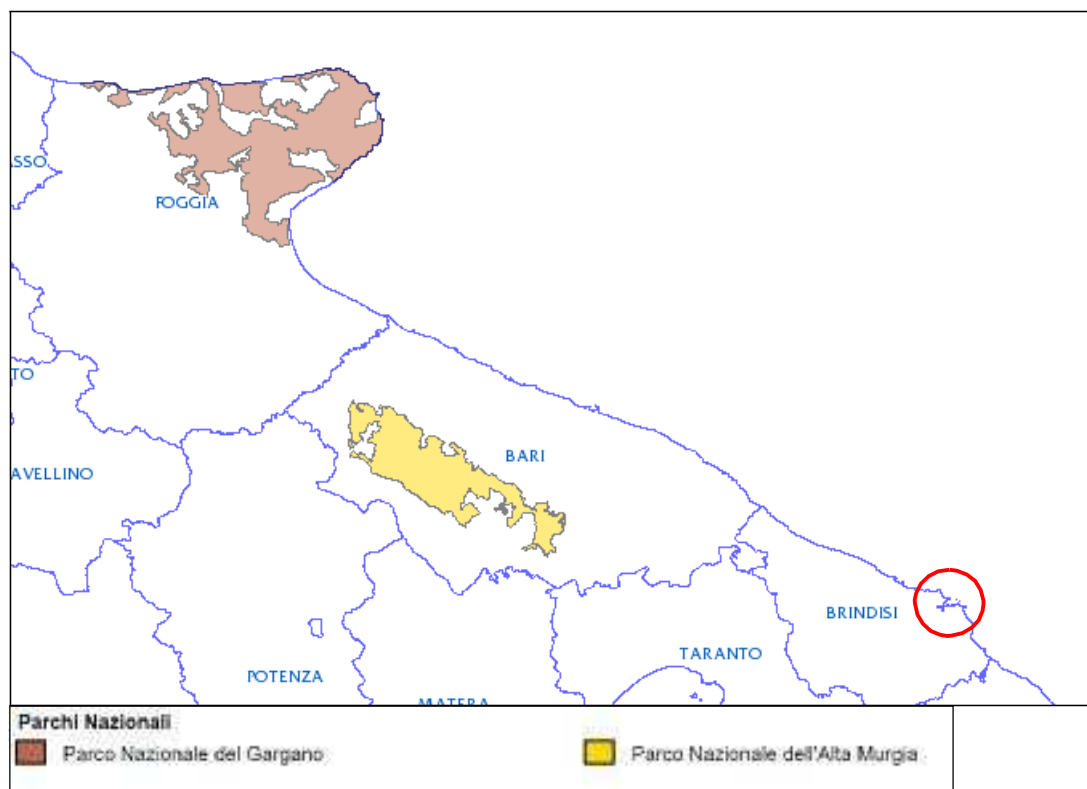 ASSO
FOGGIA
TO
AVELLINO
BARI
BRINDISI
TARANTO
POTENZA
MATERA
Parchi Nazionali
Parco Nazionale del Gargano
Parco Nazionale dell'Alta Murgia